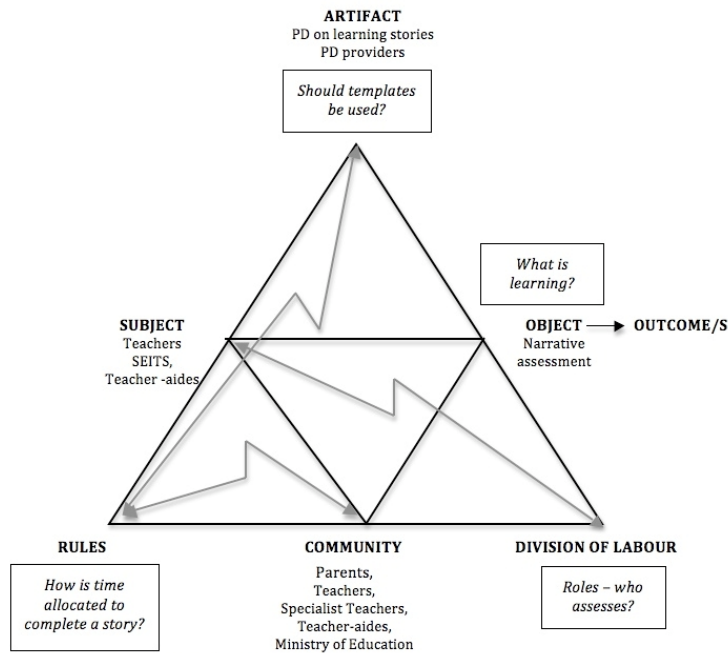 ARTIFACT
PD on learning stories
PD providers
Should templates
be used?
What is
learning?
SUBJECT
Teachers
SEITS,
Teacher -aides
OBJECT
Narrative
assessment
OUTCOME/S
RULES
How is time
allocated to
complete a story?
COMMUNITY
Parents,
Teachers,
Specialist Teachers,
Teacher-aides,
Ministry of Education
DIVISION OF LABOUR
Roles – who
assesses?